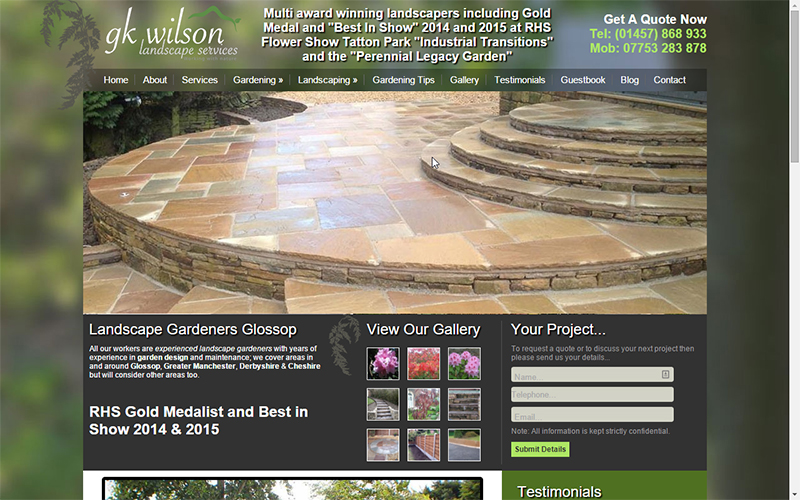 gk wilson
landscape services
Multi award winning landscapers including Gold
Medal and "Best In Show" 2014 and 2015 at RHS
Flower Show Tatton Park "Industrial Transitions"
and the "Perennial Legacy Garden"
Get A Quote Now
Tel: (01457) 868 933
Mob: 07753 283 878
Home About Services Gardening » Landscaping » Gardening Tips Gallery Testimonials Guestbook Blog Contact
Landscape Gardeners Glossop
All our workers are experienced landscape gardeners with years of
experience in garden design and maintenance; we cover areas in
and around Glossop, Greater Manchester, Derbyshire & Cheshire
but will consider other areas too.
RHS Gold Medalist and Best in
Show 2014 & 2015
View Our Gallery
Your Project...
To request a quote or to discuss your next project then
please send us your details...
Name...
Telephone...
Email...
Note: All information is kept strictly confidential.
Submit Details
Testimonials